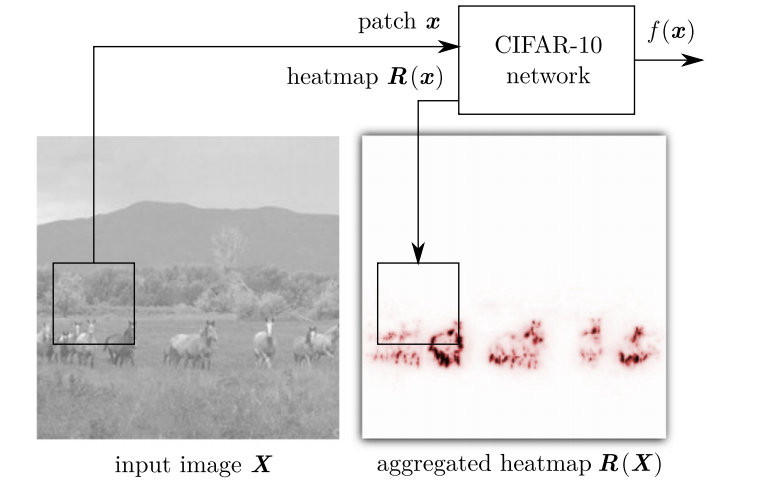 patch x
CIFAR-10
network
f(x)
heatmap R(x)
input image X
aggregated heatmap R(X)